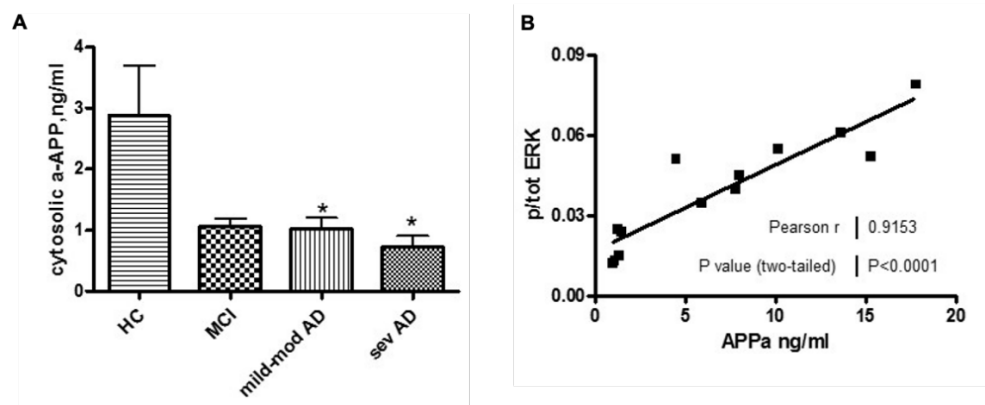 A
cytosolic a-APP,ng/ml
4
3
2
1
0
*
*
HC
MCI
mild-mod AD
sev AD
B
p/tot ERK
0.09
0.06
0.03
0.00
Pearson r | 0.9153
P value (two-tailed) | P<0.0001
0 5 10 15 20
APPa ng/ml